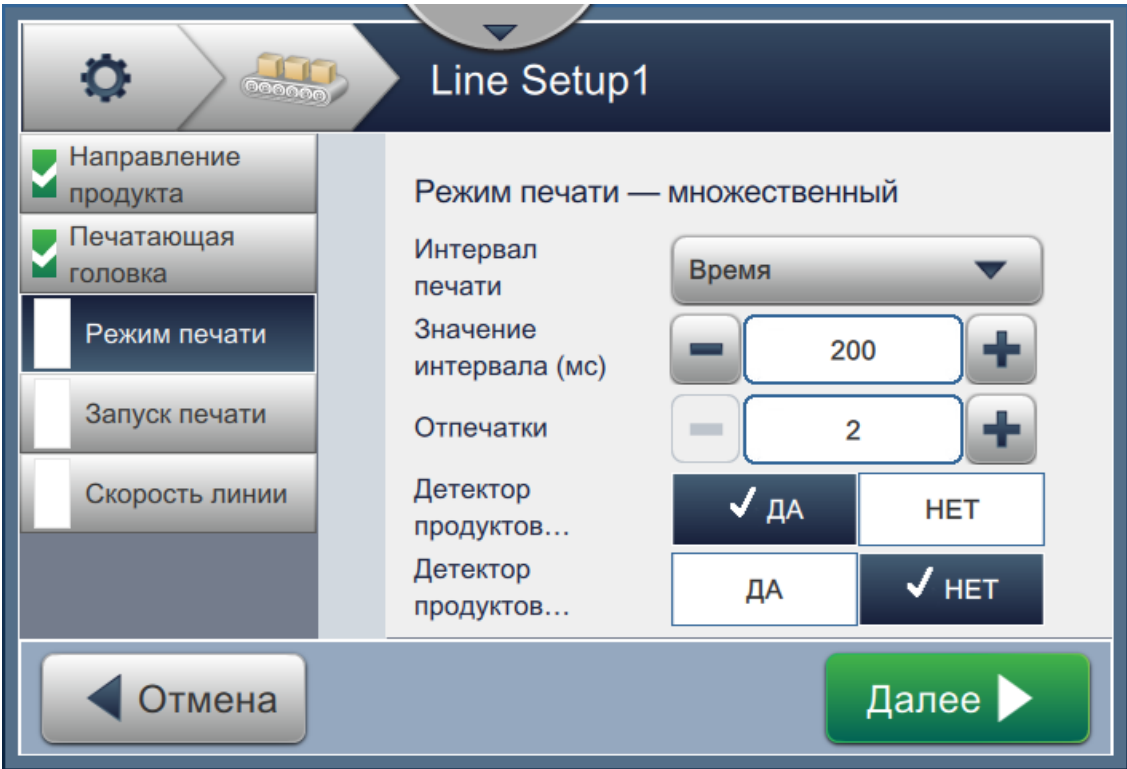 Line Setup1
Направление
продукта
Печатающая
головка
Режим печати
Запуск печати
Скорость линии
Режим печати — множественный
Интервал
печати
Время
Значение
интервала (мс)
200
Отпечатки
2
Детектор
продуктов…
ДА
НЕТ
Детектор
продуктов…
ДА
НЕТ
Отмена
Далее